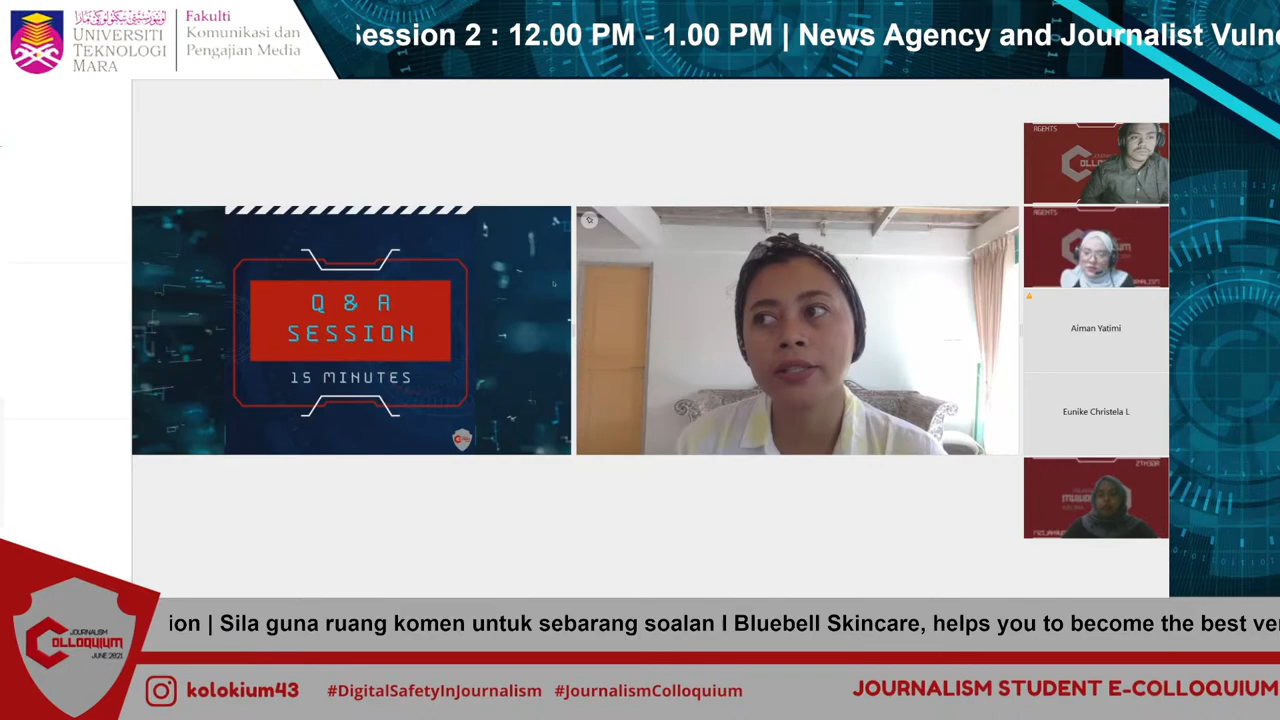 UNIVERSITI
TEKNOLOGI
MARA
Fakulti
Komunikasi dan
Pengajian Media
Session 2 : 12.00 PM - 1.00 PM | News Agency and Journalist Vulne
AGENTS
Q & A
SESSION
15 MINUTES
AGENTS
Aiman Yatimi
Eunike Christela L
ion | Sila guna ruang komen untuk sebarang soalan I Bluebell Skincare, helps you to become the best ver
JOURNALISM
COLLOQUIUM
JUNE 2021
kolokium43
#DigitalSafetyInJournalism #JournalismColloquium
JOURNALISM STUDENT E-COLLOQUIUM